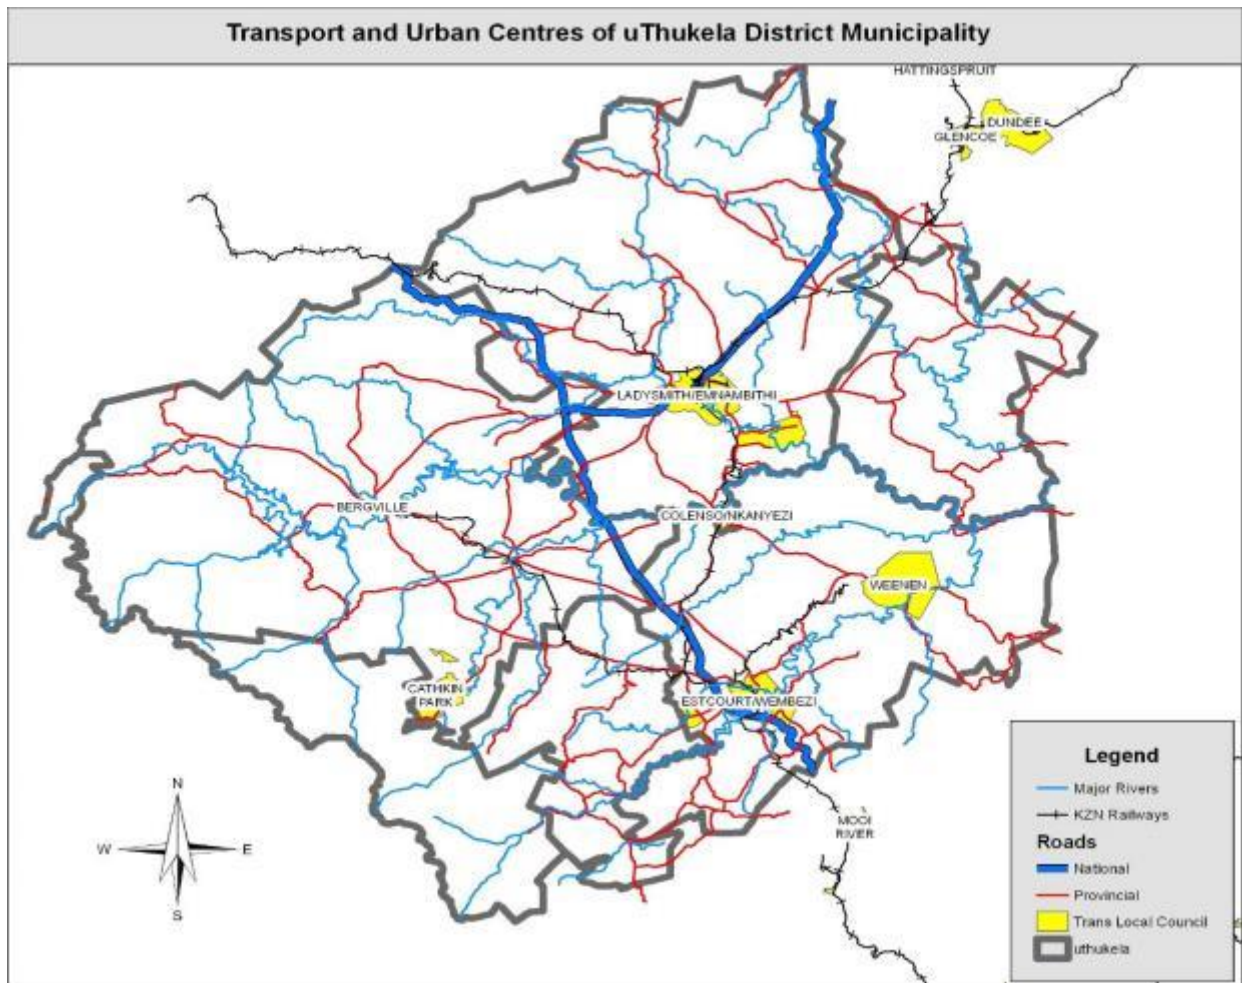 Transport and Urban Centres of uThukela District Municipality
HATTINGSPRUIT
DUNDEE
GLENCOE
LADYSMITH/EMNAMBITHI
BERGVILLE
COLENSO/NKANYEZI
WEENEN
CATHKIN
PARK
ESTCOURT/WEMBEZI
MOOI
RIVER
N
W
E
S
Legend
Major Rivers
KZN Railways
Roads
National
Provincial
Trans Local Council
uthukela